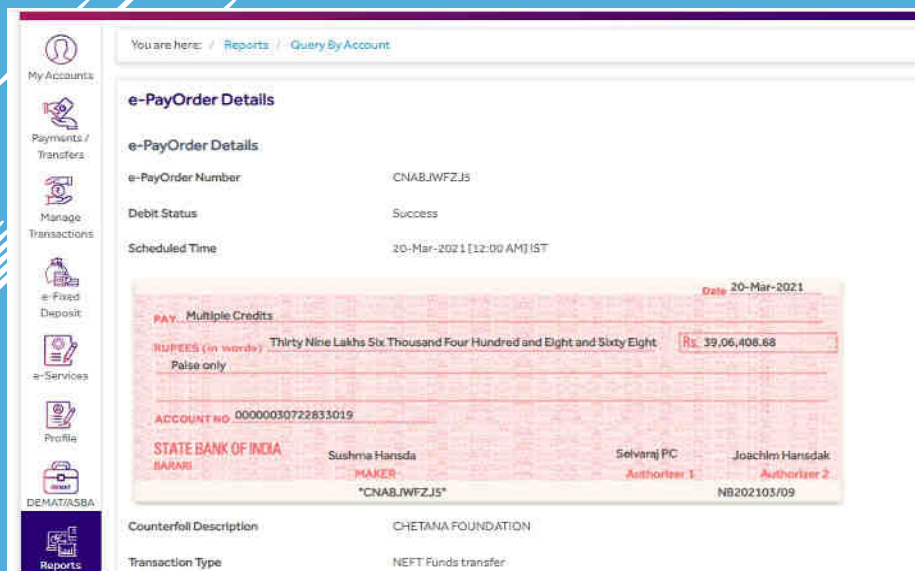 You are here: / Reports / Query By Account
My Accounts
Payments / Transfers
Manage Transactions
e-Fixed Deposit
e-Services
Profile
DEMAT/ASBA
Reports
e-PayOrder Details
e-PayOrder Details
e-PayOrder Number CNABJWFZJ5
Debit Status Success
Scheduled Time 20-Mar-2021 [12:00 AM] IST
Date 20-Mar-2021
PAY Multiple Credits
RUPEES (in words) Thirty Nine Lakhs Six Thousand Four Hundred and Eight and Sixty Eight Rs. 39,06,408.68
Paise only
ACCOUNT NO 00000030722833019
STATE BANK OF INDIA
BARARI
Sushma Hansda Selvaraj PC Joachim Hansdak
MAKER Authorizer 1 Authorizer 2
"CNABJWFZJ5" NB202103/09
Counterfoil Description CHETANA FOUNDATION
Transaction Type NEFT Funds transfer